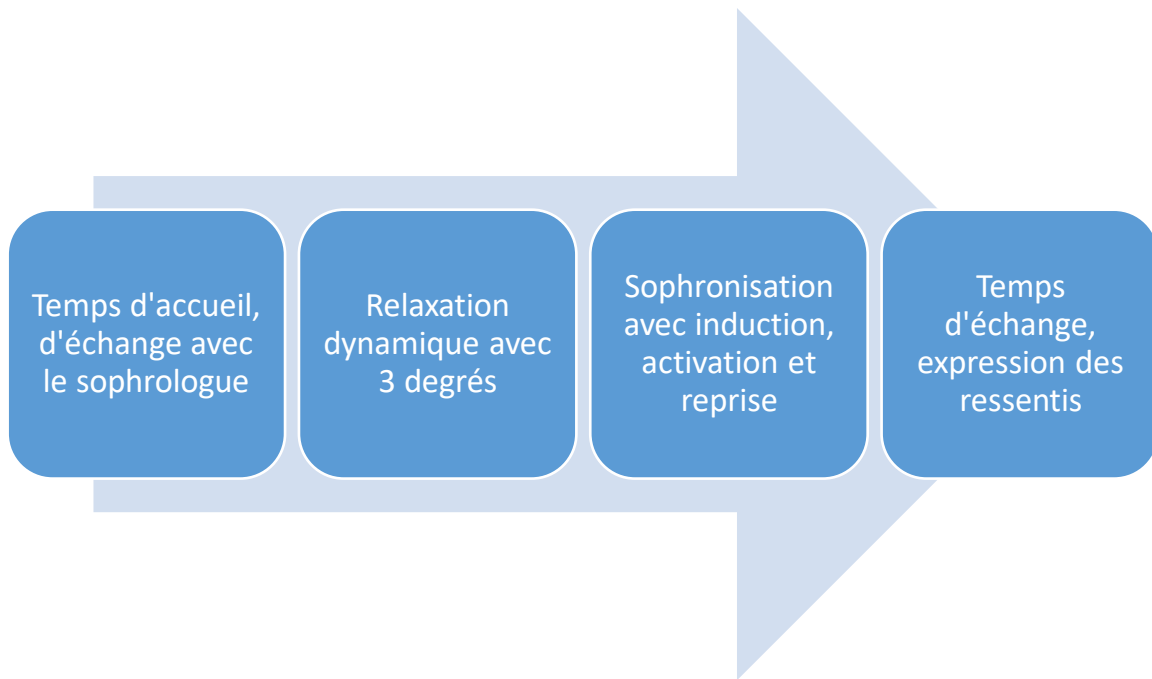 Temps d'accueil,
d'échange avec
le sophrologue
Relaxation
dynamique avec
3 degrés
Sophronisation
avec induction,
activation et
reprise
Temps
d'échange,
expression des
ressentis